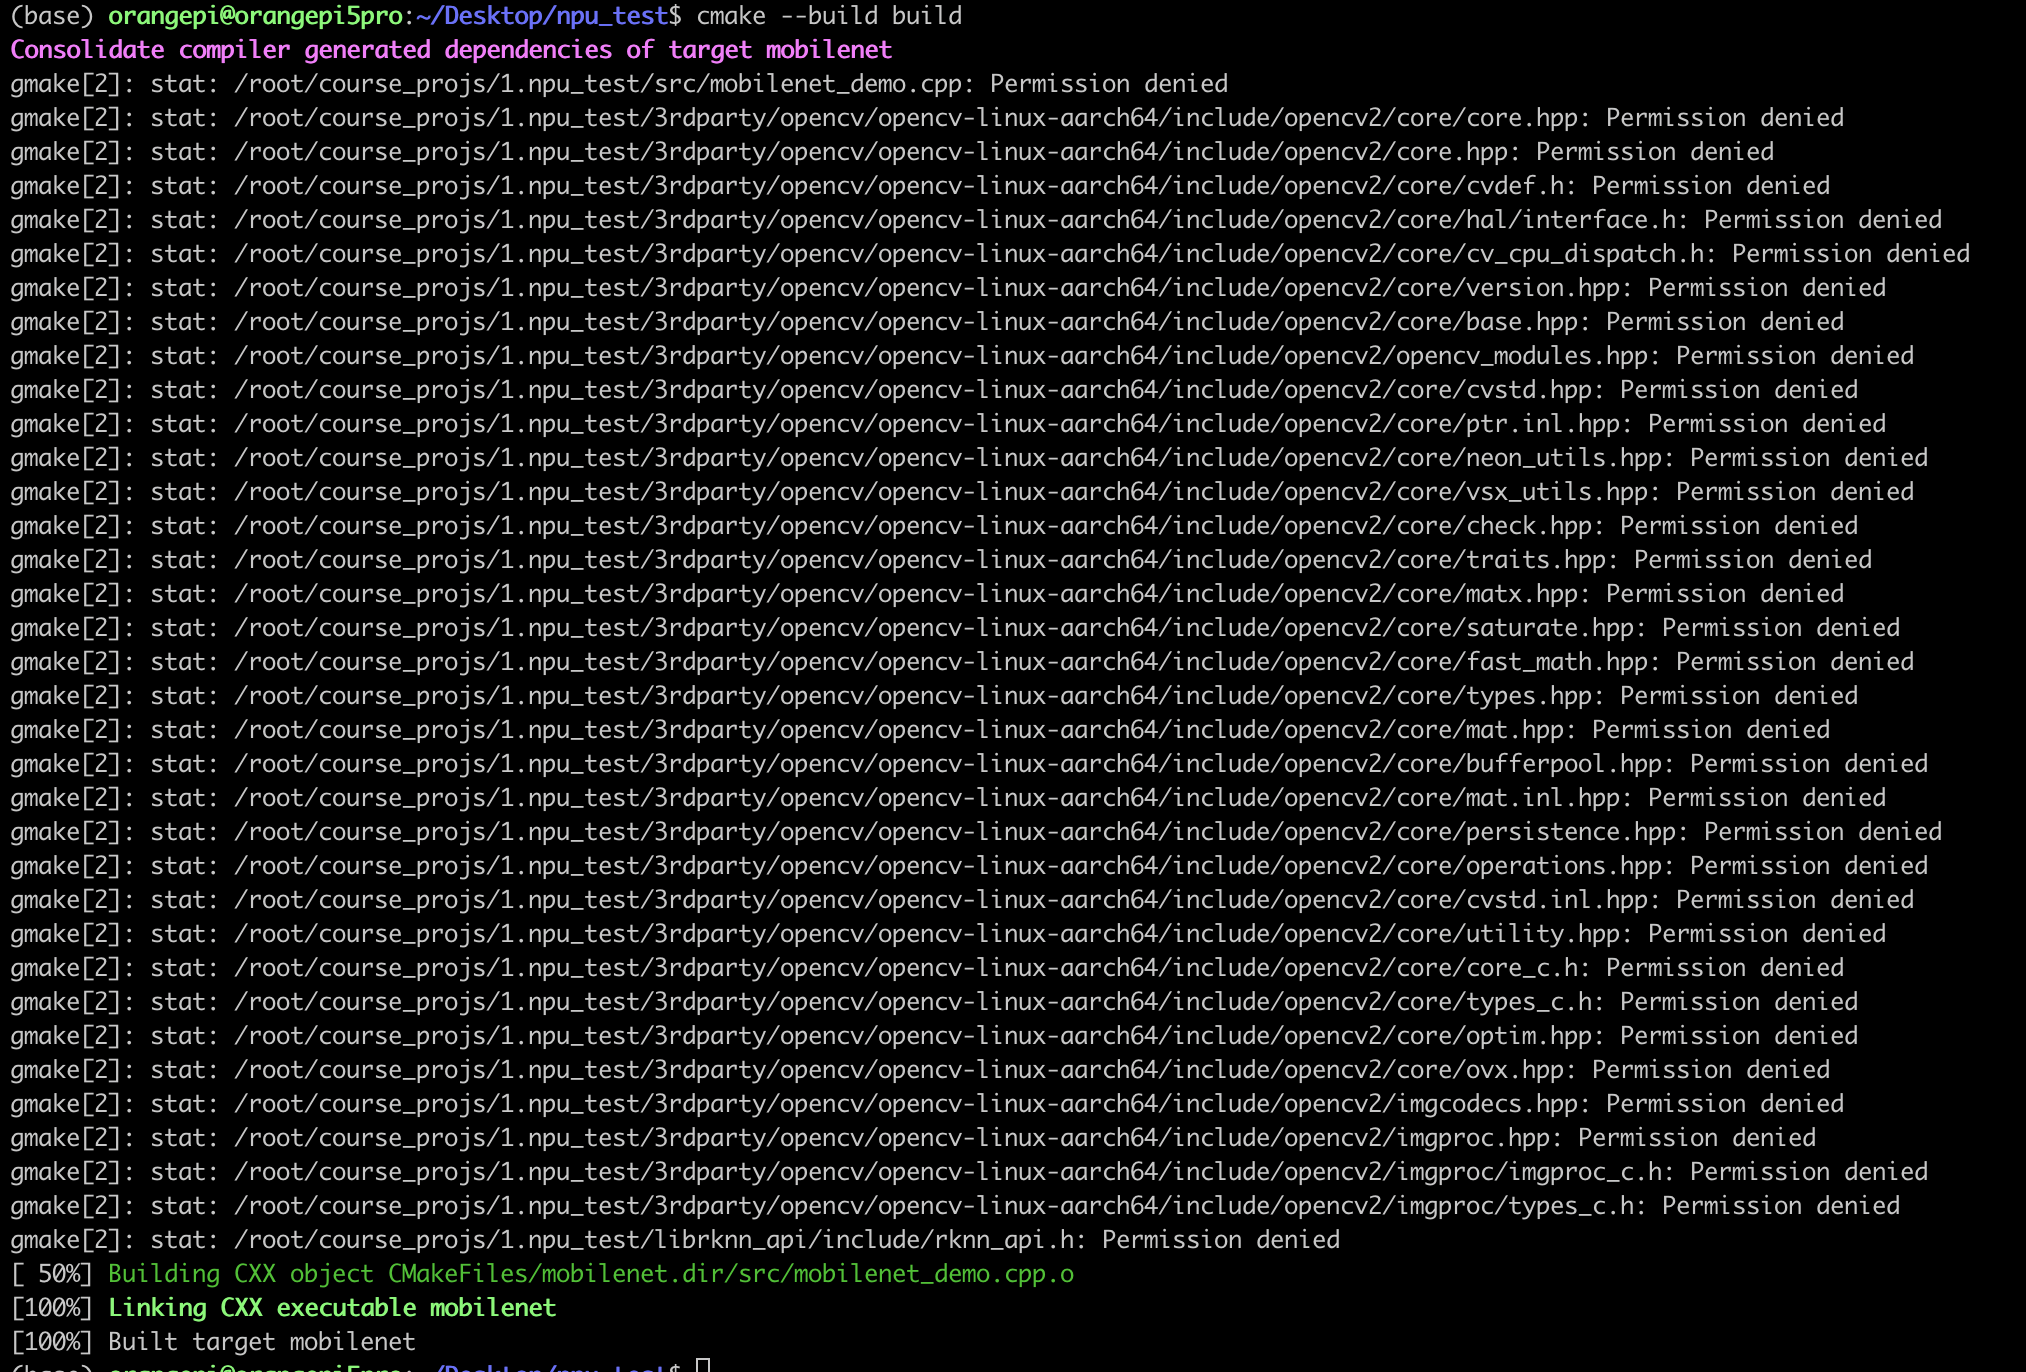 (base) orangepi@orangepi5pro:~/Desktop/npu_test$ cmake --build build
Consolidate compiler generated dependencies of target mobilenet
gmake[2]: stat: /root/course_projs/1.npu_test/src/mobilenet_demo.cpp: Permission denied
gmake[2]: stat: /root/course_projs/1.npu_test/3rdparty/opencv/opencv-linux-aarch64/include/opencv2/core/core.hpp: Permission denied
gmake[2]: stat: /root/course_projs/1.npu_test/3rdparty/opencv/opencv-linux-aarch64/include/opencv2/core.hpp: Permission denied
gmake[2]: stat: /root/course_projs/1.npu_test/3rdparty/opencv/opencv-linux-aarch64/include/opencv2/core/cvdef.h: Permission denied
gmake[2]: stat: /root/course_projs/1.npu_test/3rdparty/opencv/opencv-linux-aarch64/include/opencv2/core/hal/interface.h: Permission denied
gmake[2]: stat: /root/course_projs/1.npu_test/3rdparty/opencv/opencv-linux-aarch64/include/opencv2/core/cv_cpu_dispatch.h: Permission denied
gmake[2]: stat: /root/course_projs/1.npu_test/3rdparty/opencv/opencv-linux-aarch64/include/opencv2/core/version.hpp: Permission denied
gmake[2]: stat: /root/course_projs/1.npu_test/3rdparty/opencv/opencv-linux-aarch64/include/opencv2/core/base.hpp: Permission denied
gmake[2]: stat: /root/course_projs/1.npu_test/3rdparty/opencv/opencv-linux-aarch64/include/opencv2/opencv_modules.hpp: Permission denied
gmake[2]: stat: /root/course_projs/1.npu_test/3rdparty/opencv/opencv-linux-aarch64/include/opencv2/core/cvstd.hpp: Permission denied
gmake[2]: stat: /root/course_projs/1.npu_test/3rdparty/opencv/opencv-linux-aarch64/include/opencv2/core/ptr.inl.hpp: Permission denied
gmake[2]: stat: /root/course_projs/1.npu_test/3rdparty/opencv/opencv-linux-aarch64/include/opencv2/core/neon_utils.hpp: Permission denied
gmake[2]: stat: /root/course_projs/1.npu_test/3rdparty/opencv/opencv-linux-aarch64/include/opencv2/core/vsx_utils.hpp: Permission denied
gmake[2]: stat: /root/course_projs/1.npu_test/3rdparty/opencv/opencv-linux-aarch64/include/opencv2/core/check.hpp: Permission denied
gmake[2]: stat: /root/course_projs/1.npu_test/3rdparty/opencv/opencv-linux-aarch64/include/opencv2/core/traits.hpp: Permission denied
gmake[2]: stat: /root/course_projs/1.npu_test/3rdparty/opencv/opencv-linux-aarch64/include/opencv2/core/matx.hpp: Permission denied
gmake[2]: stat: /root/course_projs/1.npu_test/3rdparty/opencv/opencv-linux-aarch64/include/opencv2/core/saturate.hpp: Permission denied
gmake[2]: stat: /root/course_projs/1.npu_test/3rdparty/opencv/opencv-linux-aarch64/include/opencv2/core/fast_math.hpp: Permission denied
gmake[2]: stat: /root/course_projs/1.npu_test/3rdparty/opencv/opencv-linux-aarch64/include/opencv2/core/types.hpp: Permission denied
gmake[2]: stat: /root/course_projs/1.npu_test/3rdparty/opencv/opencv-linux-aarch64/include/opencv2/core/mat.hpp: Permission denied
gmake[2]: stat: /root/course_projs/1.npu_test/3rdparty/opencv/opencv-linux-aarch64/include/opencv2/core/bufferpool.hpp: Permission denied
gmake[2]: stat: /root/course_projs/1.npu_test/3rdparty/opencv/opencv-linux-aarch64/include/opencv2/core/mat.inl.hpp: Permission denied
gmake[2]: stat: /root/course_projs/1.npu_test/3rdparty/opencv/opencv-linux-aarch64/include/opencv2/core/persistence.hpp: Permission denied
gmake[2]: stat: /root/course_projs/1.npu_test/3rdparty/opencv/opencv-linux-aarch64/include/opencv2/core/operations.hpp: Permission denied
gmake[2]: stat: /root/course_projs/1.npu_test/3rdparty/opencv/opencv-linux-aarch64/include/opencv2/core/cvstd.inl.hpp: Permission denied
gmake[2]: stat: /root/course_projs/1.npu_test/3rdparty/opencv/opencv-linux-aarch64/include/opencv2/core/utility.hpp: Permission denied
gmake[2]: stat: /root/course_projs/1.npu_test/3rdparty/opencv/opencv-linux-aarch64/include/opencv2/core/core_c.h: Permission denied
gmake[2]: stat: /root/course_projs/1.npu_test/3rdparty/opencv/opencv-linux-aarch64/include/opencv2/core/types_c.h: Permission denied
gmake[2]: stat: /root/course_projs/1.npu_test/3rdparty/opencv/opencv-linux-aarch64/include/opencv2/core/optim.hpp: Permission denied
gmake[2]: stat: /root/course_projs/1.npu_test/3rdparty/opencv/opencv-linux-aarch64/include/opencv2/core/ovx.hpp: Permission denied
gmake[2]: stat: /root/course_projs/1.npu_test/3rdparty/opencv/opencv-linux-aarch64/include/opencv2/imgcodecs.hpp: Permission denied
gmake[2]: stat: /root/course_projs/1.npu_test/3rdparty/opencv/opencv-linux-aarch64/include/opencv2/imgproc.hpp: Permission denied
gmake[2]: stat: /root/course_projs/1.npu_test/3rdparty/opencv/opencv-linux-aarch64/include/opencv2/imgproc/imgproc_c.h: Permission denied
gmake[2]: stat: /root/course_projs/1.npu_test/3rdparty/opencv/opencv-linux-aarch64/include/opencv2/imgproc/types_c.h: Permission denied
gmake[2]: stat: /root/course_projs/1.npu_test/librknn_api/include/rknn_api.h: Permission denied
[ 50%] Building CXX object CMakeFiles/mobilenet.dir/src/mobilenet_demo.cpp.o
[100%] Linking CXX executable mobilenet
[100%] Built target mobilenet
(base) orangepi@orangepi5pro:~/Desktop/npu_test$